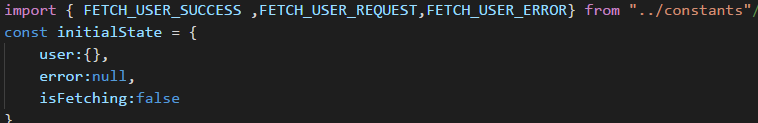 import { FETCH_USER_SUCCESS ,FETCH_USER_REQUEST,FETCH_USER_ERROR} from "../constants"/
const initialState = {
    user:{},
    error:null,
    isFetching:false
}